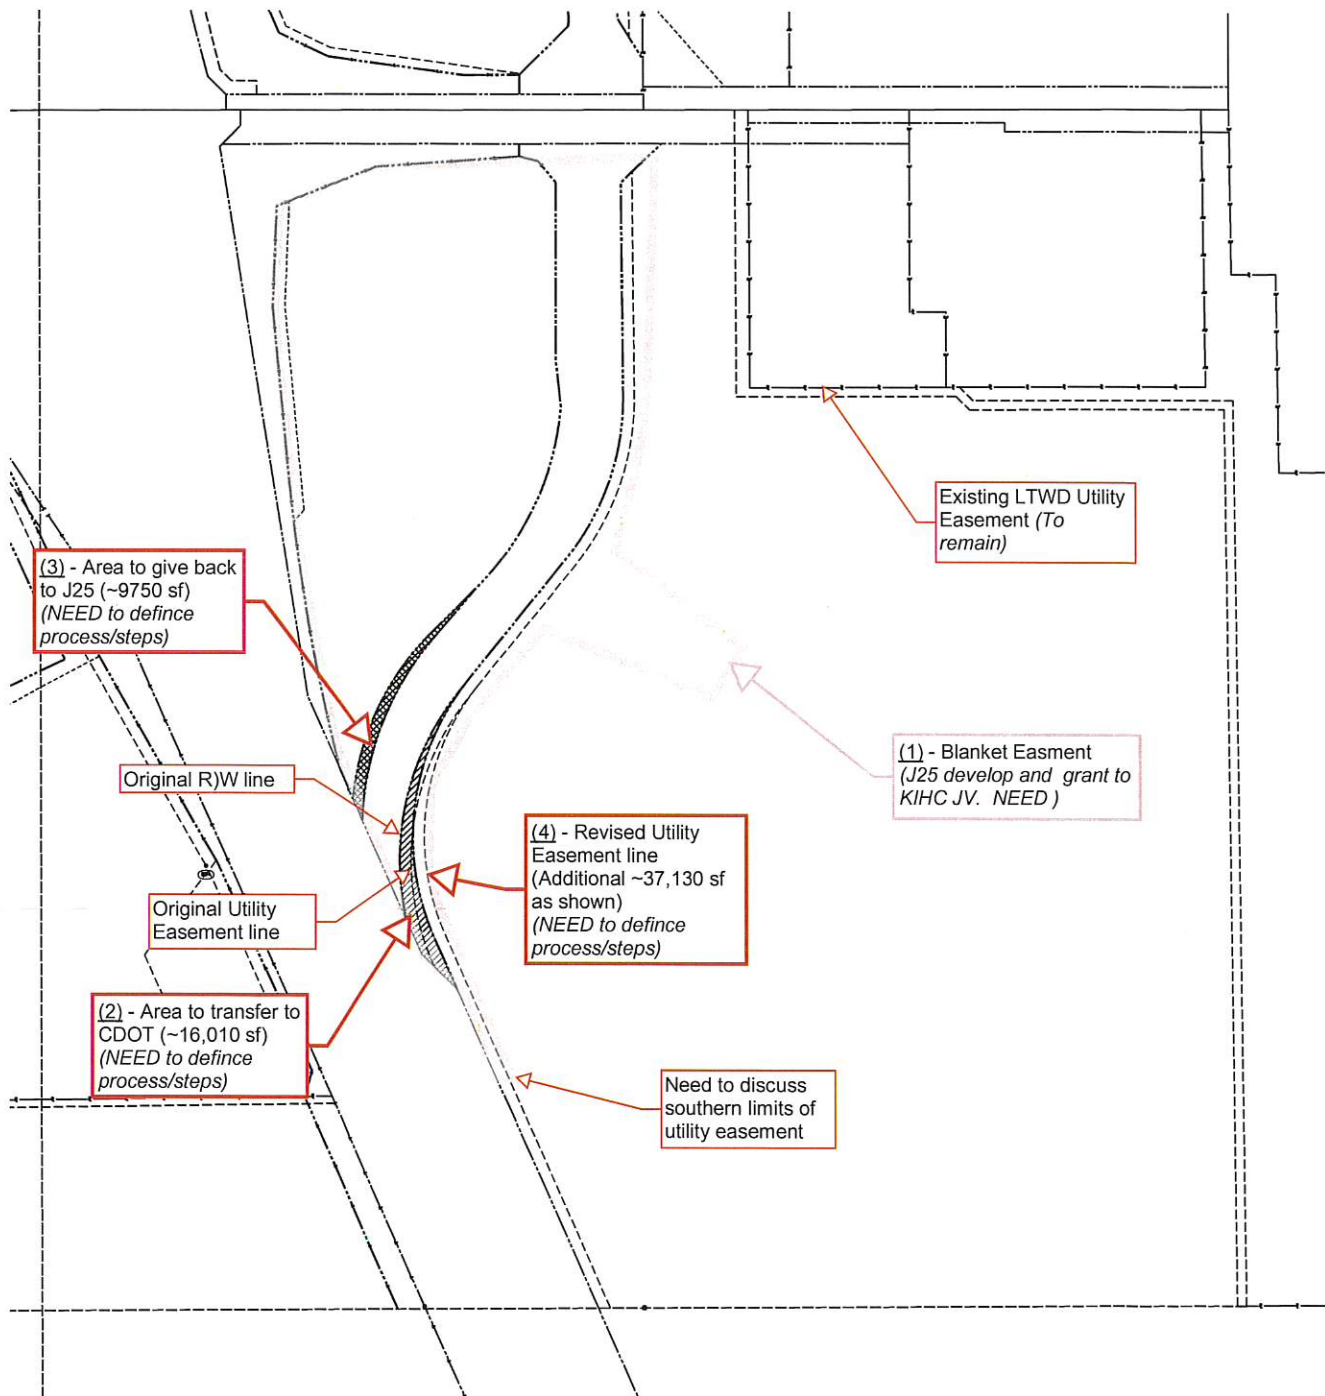 Existing LTWD Utility
Easement (To
remain)
(3) - Area to give back
to J25 (~9750 sf)
(NEED to defince
process/steps)
(1) - Blanket Easment
(J25 develop and grant to
KIHC JV. NEED )
Original R)W line
(4) - Revised Utility
Easement line
(Additional ~37,130 sf
as shown)
(NEED to defince
process/steps)
Original Utility
Easement line
(2) - Area to transfer to
CDOT (~16,010 sf)
(NEED to defince
process/steps)
Need to discuss
southern limits of
utility easement